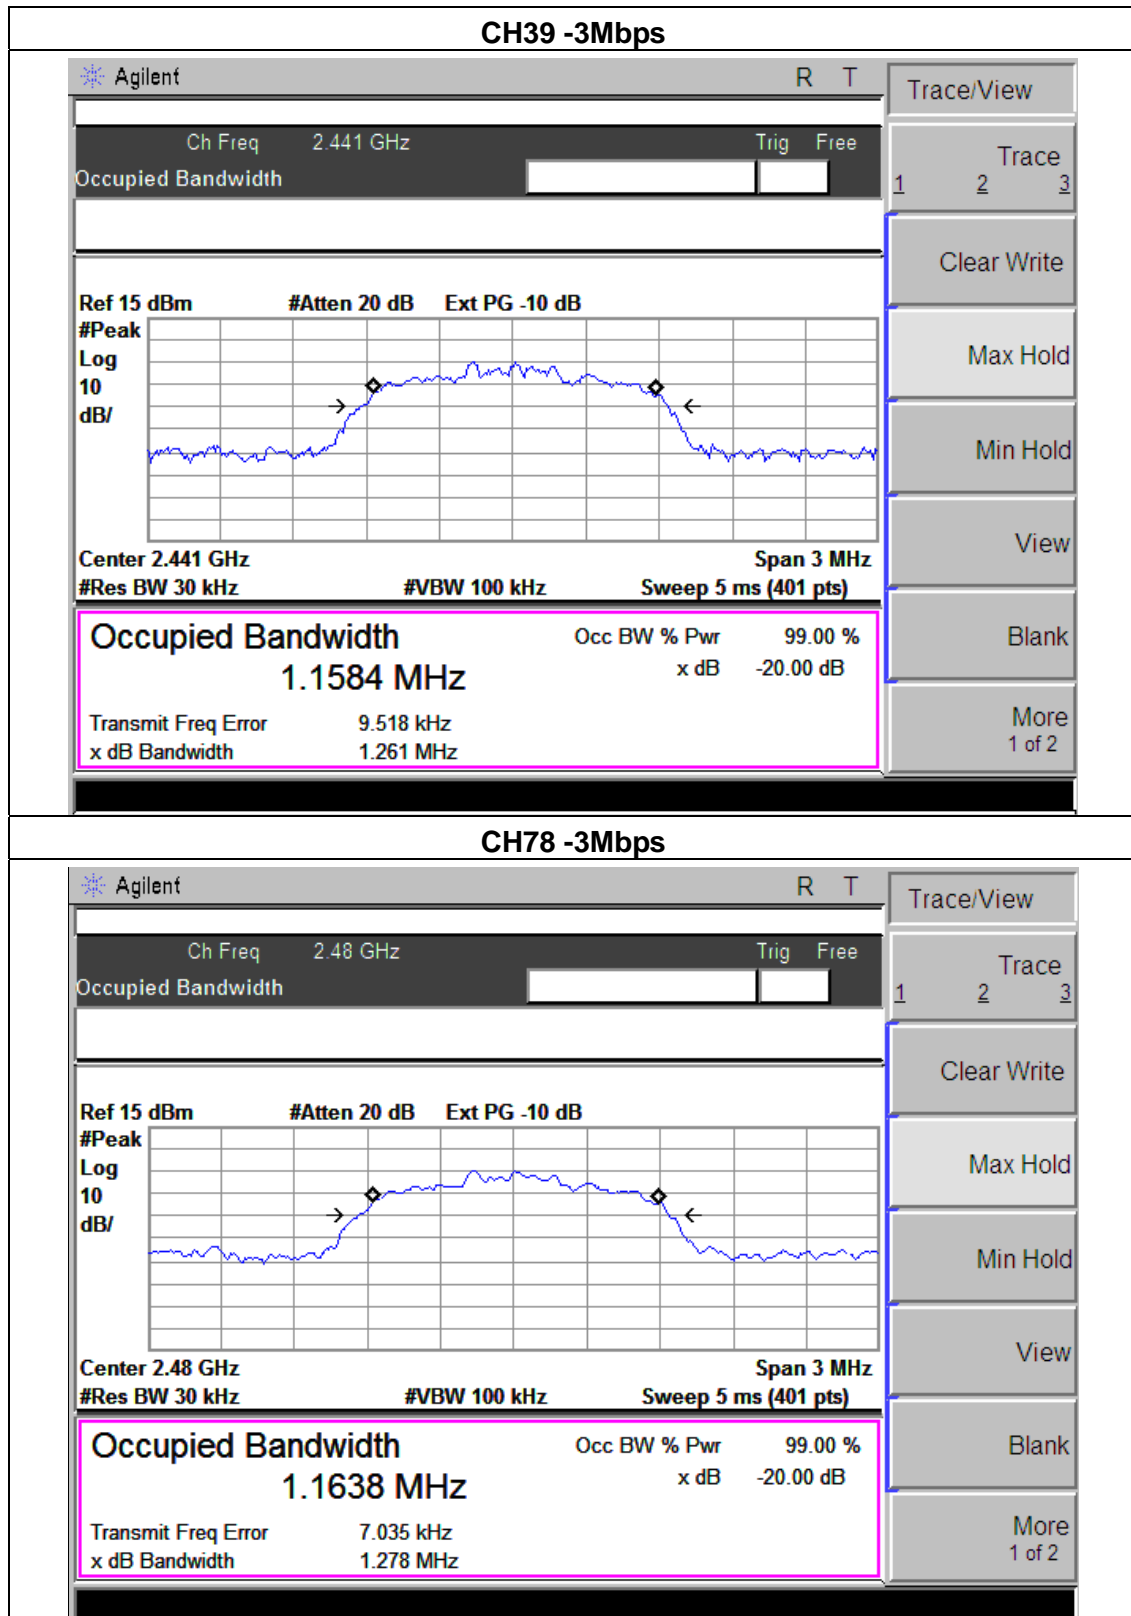 CH39 -3Mbps
Agilent R T
Trace/View
Ch Freq 2.441 GHz Trig Free
Occupied Bandwidth
Trace
1 2 3
Clear Write
Ref 15 dBm #Atten 20 dB Ext PG -10 dB
#Peak
Log
10
dB/
Max Hold
Min Hold
View
Center 2.441 GHz Span 3 MHz
#Res BW 30 kHz #VBW 100 kHz Sweep 5 ms (401 pts)
Occupied Bandwidth Occ BW % Pwr 99.00 %
1.1584 MHz x dB -20.00 dB
Blank
Transmit Freq Error 9.518 kHz
x dB Bandwidth 1.261 MHz
More
1 of 2
CH78 -3Mbps
Agilent R T
Trace/View
Ch Freq 2.48 GHz Trig Free
Occupied Bandwidth
Trace
1 2 3
Clear Write
Ref 15 dBm #Atten 20 dB Ext PG -10 dB
#Peak
Log
10
dB/
Max Hold
Min Hold
View
Center 2.48 GHz Span 3 MHz
#Res BW 30 kHz #VBW 100 kHz Sweep 5 ms (401 pts)
Occupied Bandwidth Occ BW % Pwr 99.00 %
1.1638 MHz x dB -20.00 dB
Blank
Transmit Freq Error 7.035 kHz
x dB Bandwidth 1.278 MHz
More
1 of 2